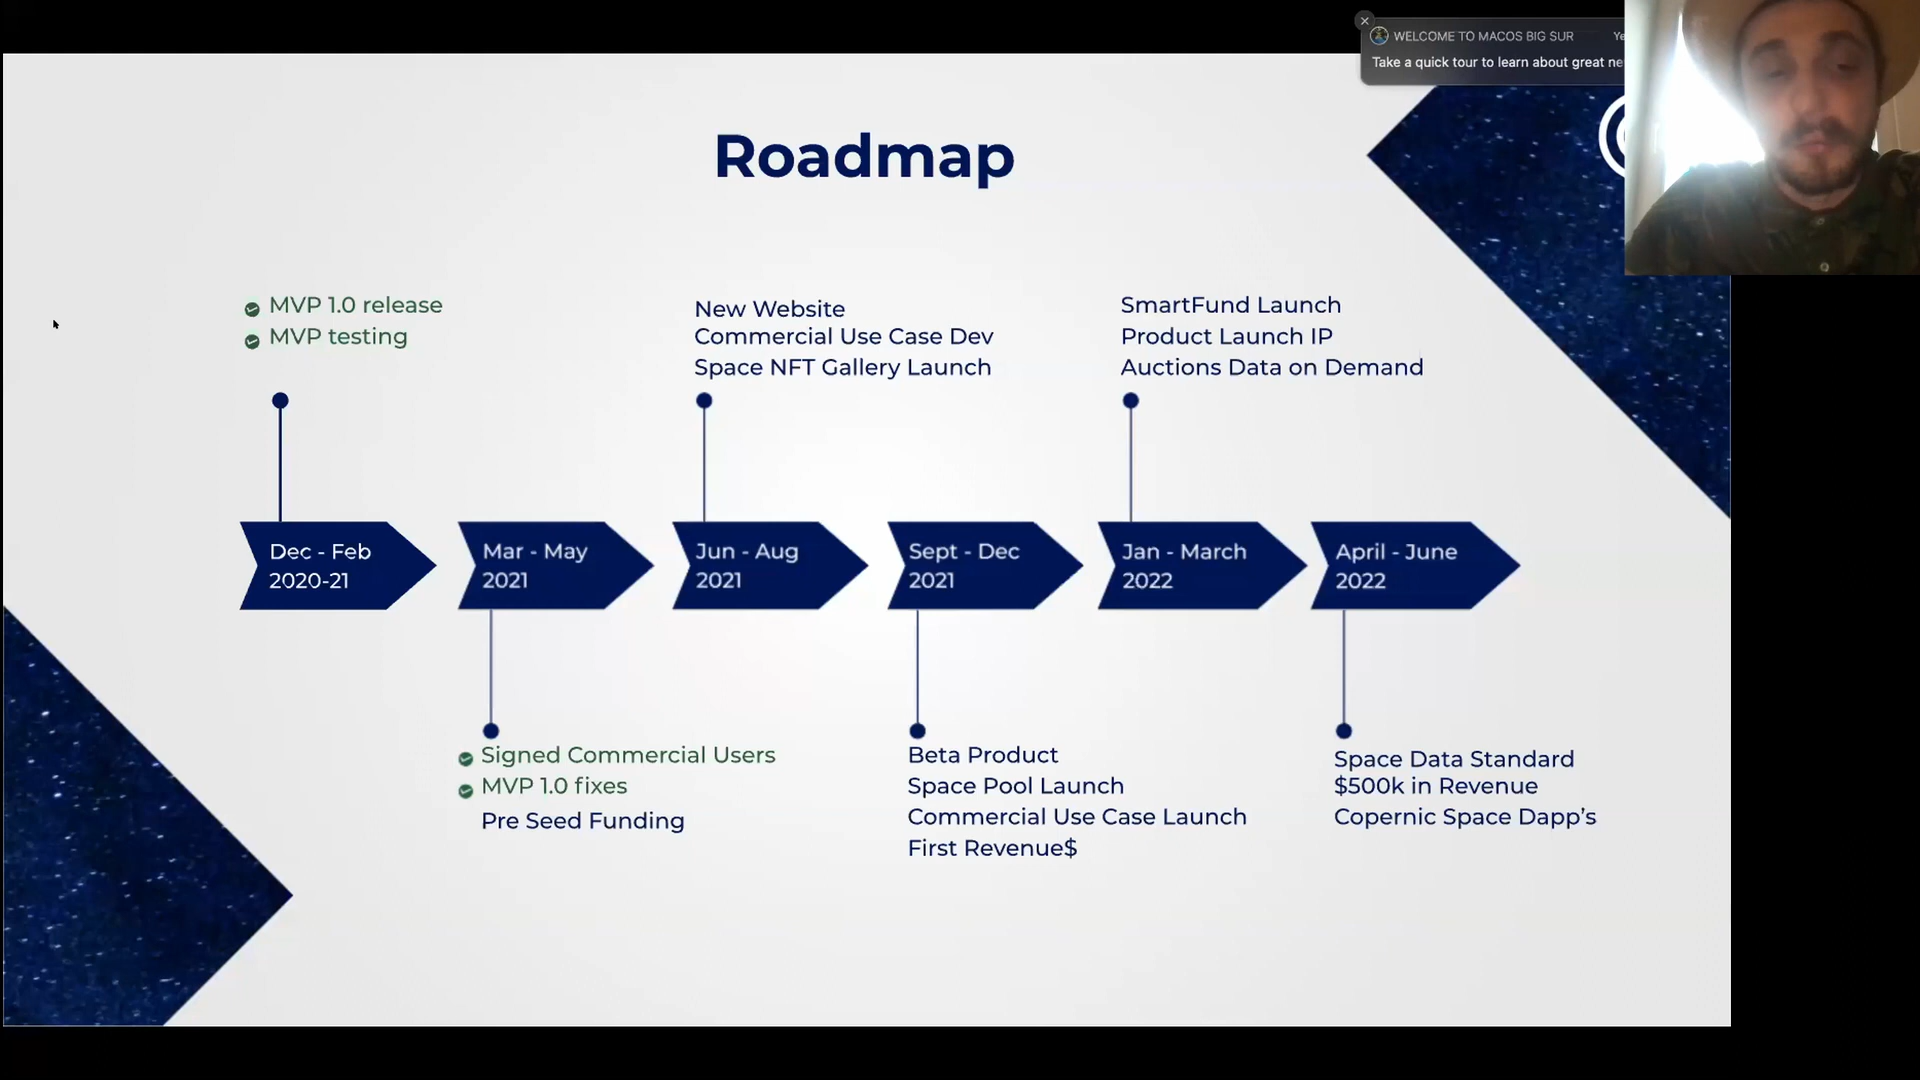 WELCOME TO MACOS BIG SUR Ye
Take a quick tour to learn about great ne
Roadmap
MVP 1.0 release
MVP testing
New Website
Commercial Use Case Dev
Space NFT Gallery Launch
SmartFund Launch
Product Launch IP
Auctions Data on Demand
Dec - Feb
2020-21
Mar - May
2021
Jun - Aug
2021
Sept - Dec
2021
Jan - March
2022
April - June
2022
Signed Commercial Users
MVP 1.0 fixes
Pre Seed Funding
Beta Product
Space Pool Launch
Commercial Use Case Launch
First Revenue$
Space Data Standard
$500k in Revenue
Copernic Space Dapp’s